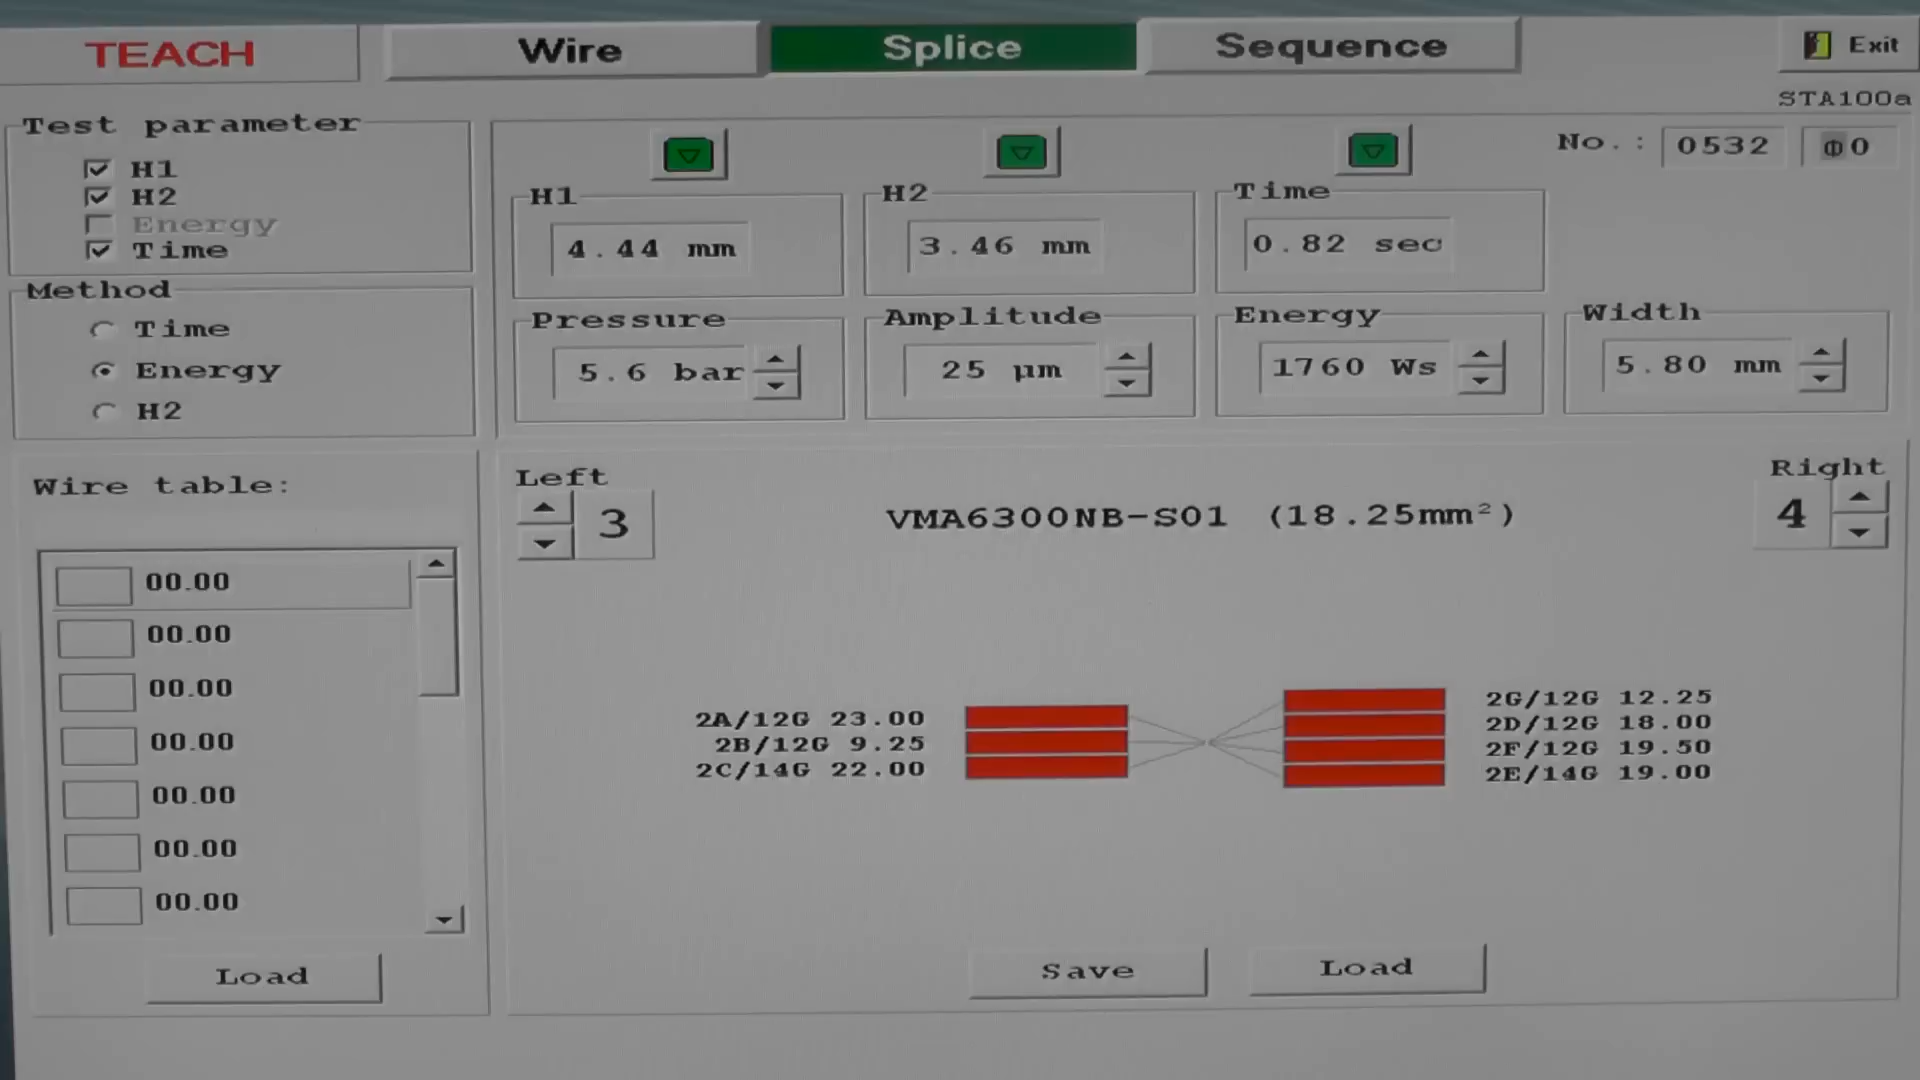 TEACH
Wire
Splice
Sequence
Exit
STA100a
Test parameter
H1
H2
Energy
Time
Method
Time
Energy
H2
No.: 0532
H1
4.44 mm
H2
3.46 mm
Time
0.82 sec
Pressure
5.6 bar
Amplitude
25 µm
Energy
1760 Ws
Width
5.80 mm
Wire table:
00.00
00.00
00.00
00.00
00.00
00.00
00.00
Load
Left
3
VMA6300NB-S01 (18.25mm²)
Right
4
2A/12G 23.00
2B/12G 9.25
2C/14G 22.00
2G/12G 12.25
2D/12G 18.00
2F/12G 19.50
2E/14G 19.00
Save
Load